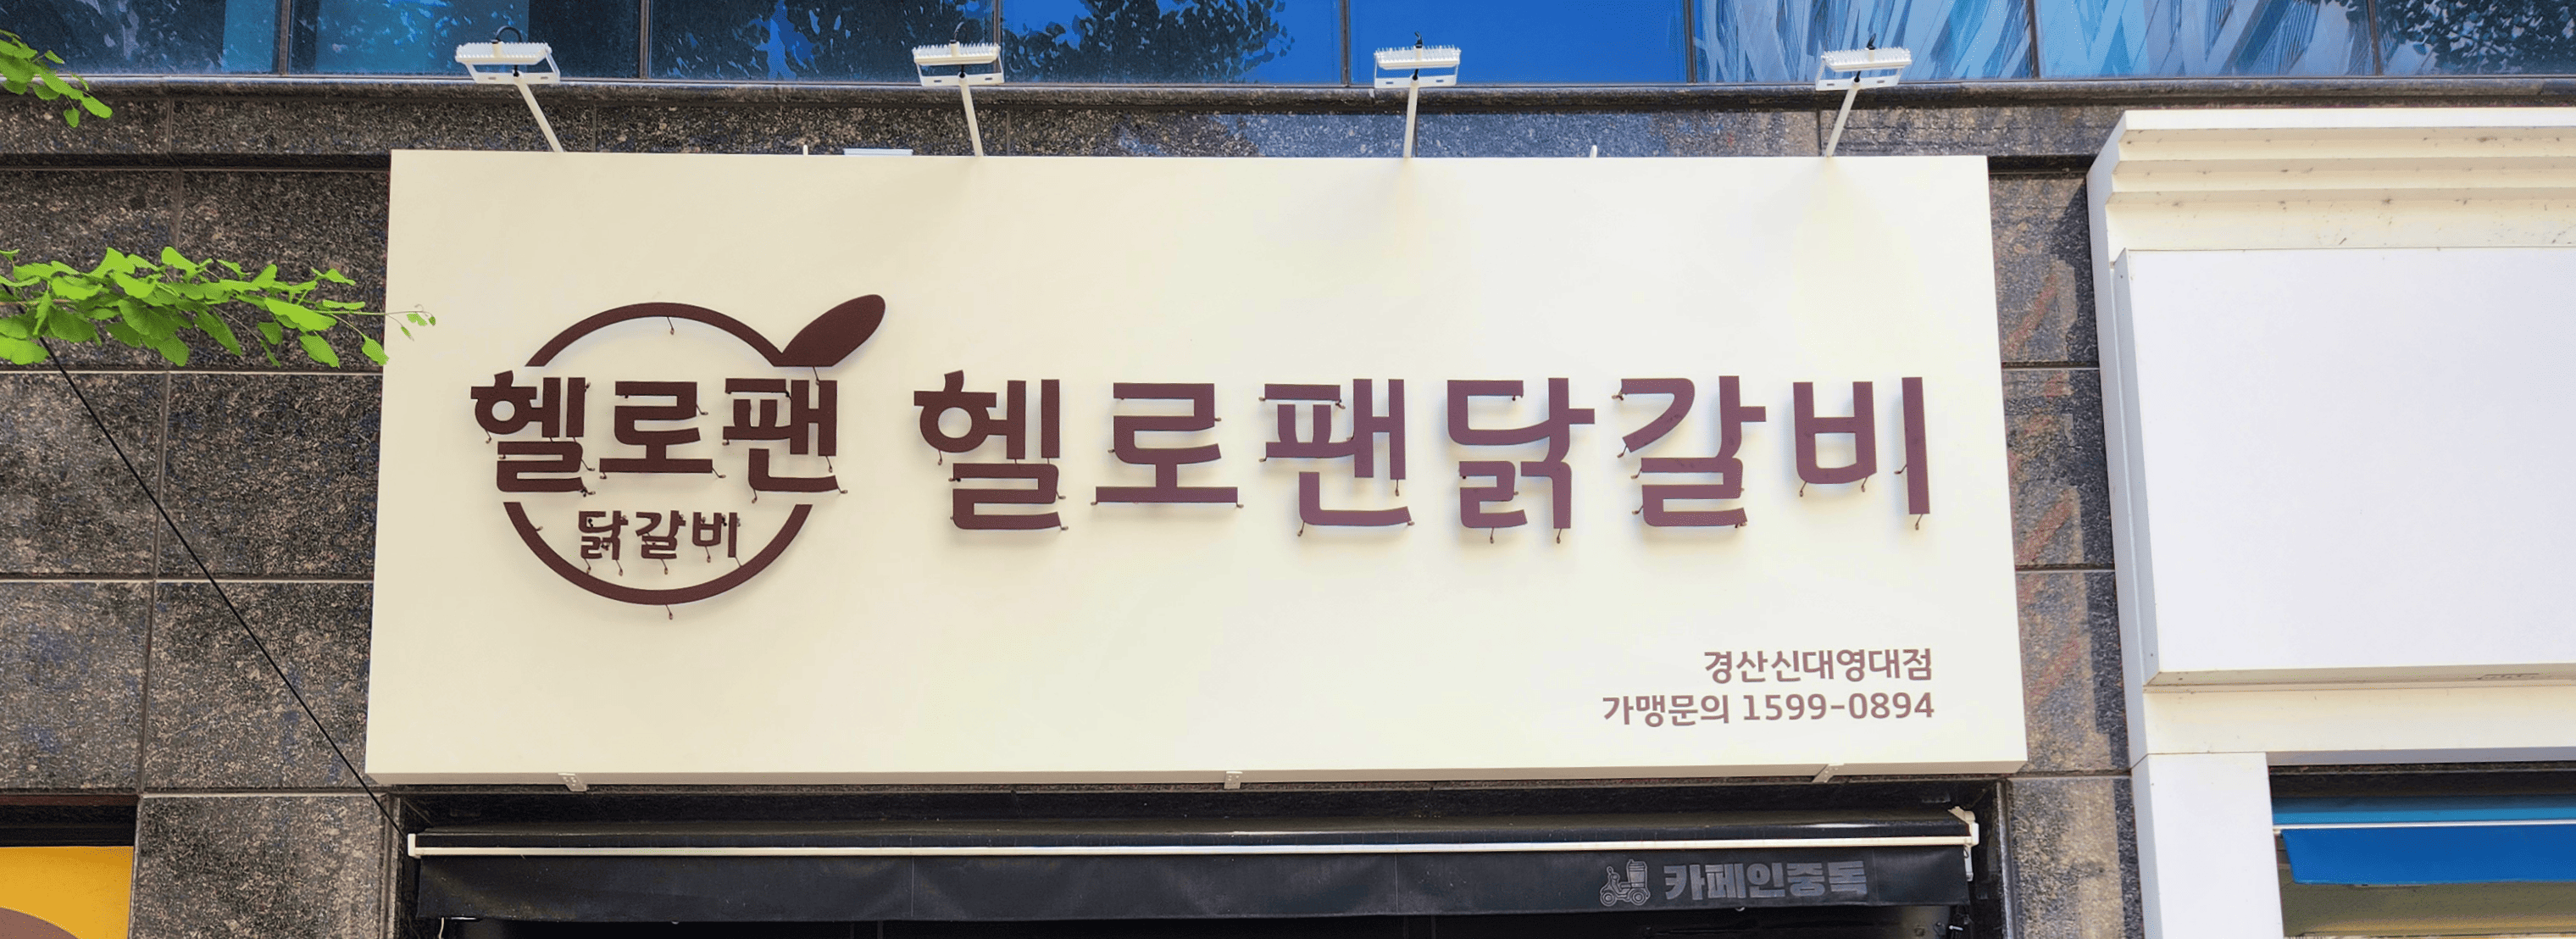 헬로팬
닭갈비
헬로팬닭갈비
경산신대영대점
가맹문의 1599-0894
카페인중독